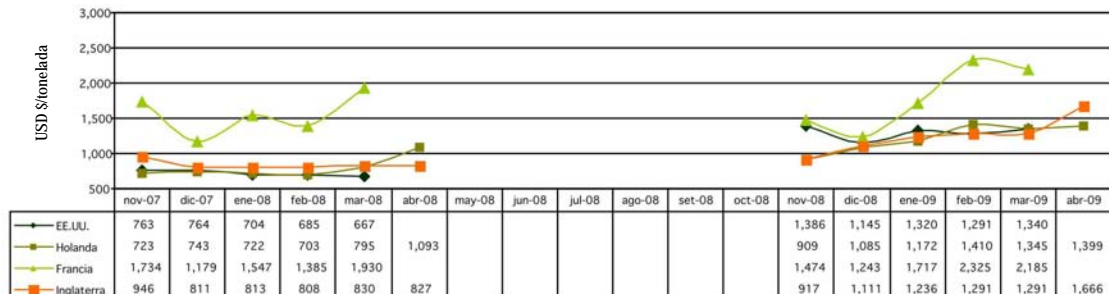 3,000
2,500
2,000
1,500
1,000
500
USD $/tonelada
nov-07 dic-07 ene-08 feb-08 mar-08 abr-08 may-08 jun-08 jul-08 ago-08 set-08 oct-08 nov-08 dic-08 ene-09 feb-09 mar-09 abr-09
EE.UU. 763 764 704 685 667 1,386 1,145 1,320 1,291 1,340
Holanda 723 743 722 703 795 1,093 909 1,085 1,172 1,410 1,345 1,399
Francia 1,734 1,179 1,547 1,385 1,930 1,474 1,243 1,717 2,325 2,185
Inglaterra 946 811 813 808 830 827 917 1,111 1,236 1,291 1,291 1,666